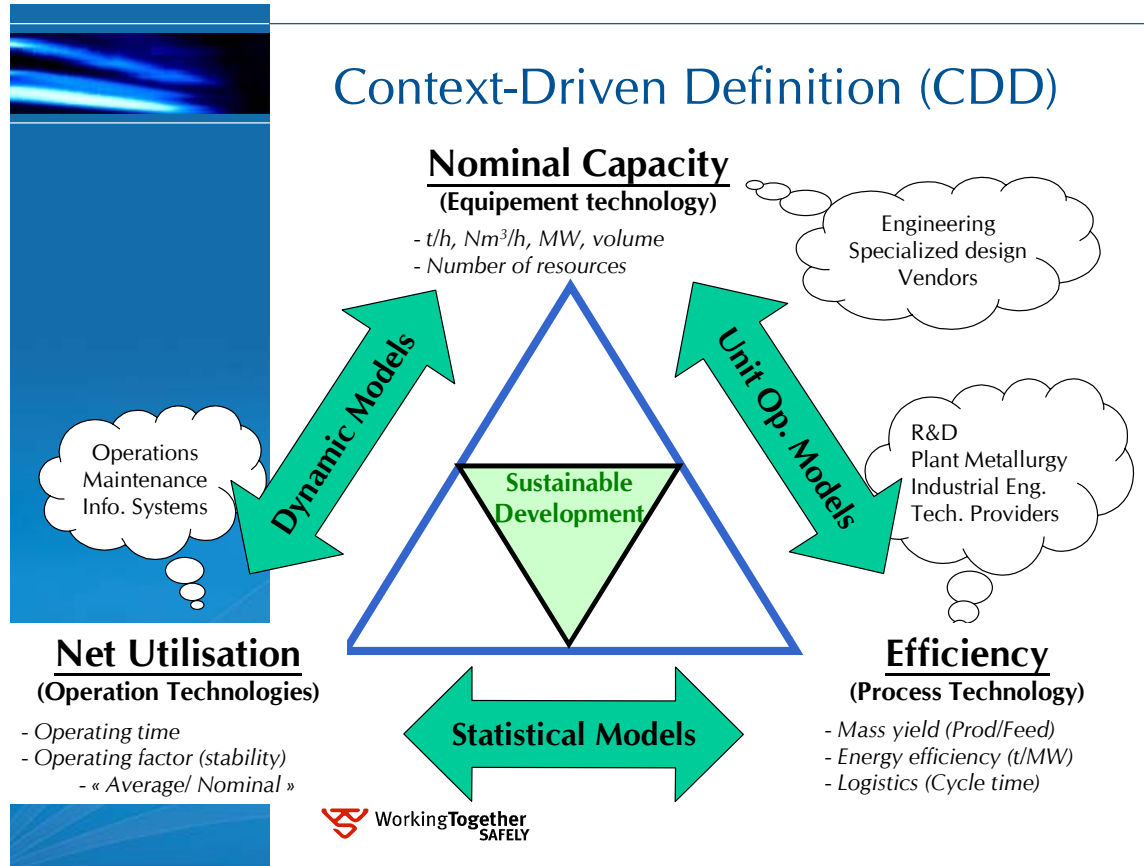 Context-Driven Definition (CDD)
Nominal Capacity
(Equipement technology)
- t/h, Nm³/h, MW, volume
- Number of resources
Engineering
Specialized design
Vendors
Dynamic Models
Unit Op. Models
Operations
Maintenance
Info. Systems
Sustainable
Development
R&D
Plant Metallurgy
Industrial Eng.
Tech. Providers
Net Utilisation
(Operation Technologies)
- Operating time
- Operating factor (stability)
- « Average/ Nominal »
Statistical Models
Efficiency
(Process Technology)
- Mass yield (Prod/Feed)
- Energy efficiency (t/MW)
- Logistics (Cycle time)
WorkingTogether
SAFELY